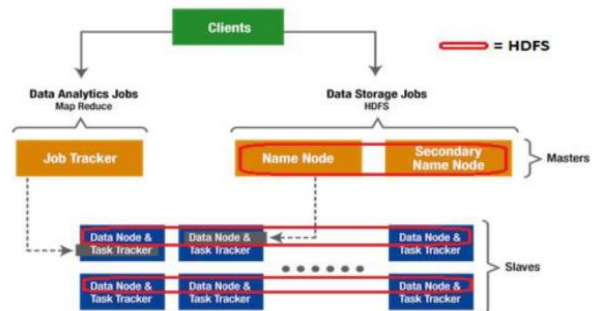 Clients
= HDFS
Data Analytics Jobs
Map Reduce
Data Storage Jobs
HDFS
Job Tracker
Name Node
Secondary
Name Node
Masters
Data Node &
Task Tracker
Data Node &
Task Tracker
Data Node &
Task Tracker
Slaves
Data Node &
Task Tracker
Data Node &
Task Tracker
Data Node &
Task Tracker